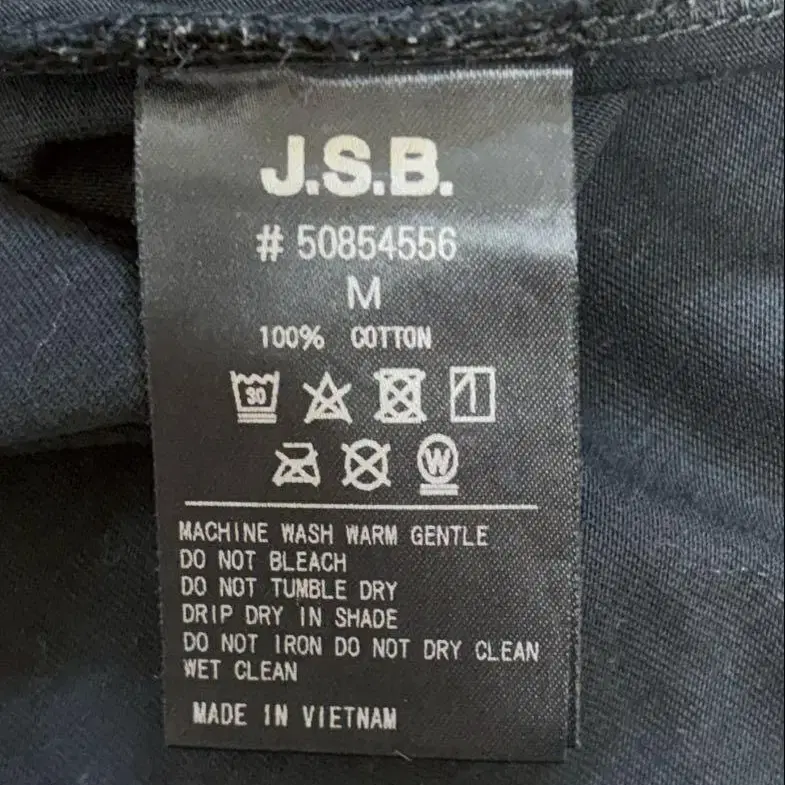 J.S.B.
# 50854556
M
100% COTTON
30
W
MACHINE WASH WARM GENTLE
DO NOT BLEACH
DO NOT TUMBLE DRY
DRIP DRY IN SHADE
DO NOT IRON DO NOT DRY CLEAN
WET CLEAN
MADE IN VIETNAM